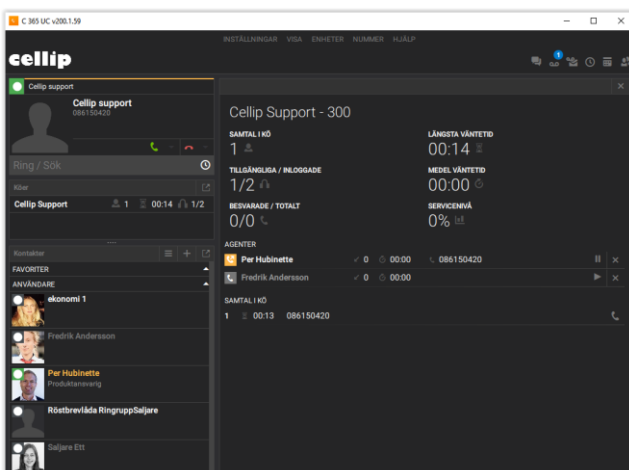 C 365 UC v200.1.59
INSTÄLLNINGAR VISA ENHETER NUMMER HJÄLP
cellip
1
Cellip support
Cellip support
086150420
Ring / Sök
Köer
Cellip Support 1 00:14 1/2
Kontakter
FAVORITER
ANVÄNDARE
ekonomi 1
Fredrik Andersson
Per Hubinette
Produktansvarig
Röstbrevlåda RingruppSaljare
Saljare Ett
Cellip Support - 300
SAMTAL I KÖ LÄNGSTA VÄNTETID
1 00:14
TILLGÄNGLIGA / INLOGGADE MEDEL VÄNTETID
1/2 00:00
BESVARADE / TOTALT SERVICENIVÅ
0/0 0%
AGENTER
Per Hubinette 0 00:00 086150420
Fredrik Andersson 0 00:00
SAMTAL I KÖ
1 00:13 086150420